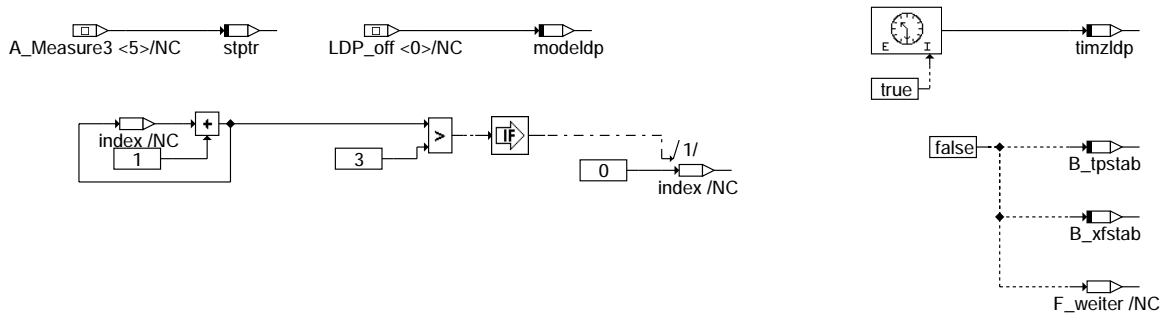 A_Measure3 <5>/NC
stptr
LDP_off <0>/NC
modeldp
E I
timzldp
true
index /NC
+
1
>
3
IF
/ 1/
0
index /NC
false
B_tpstab
B_xfstab
F_weiter /NC